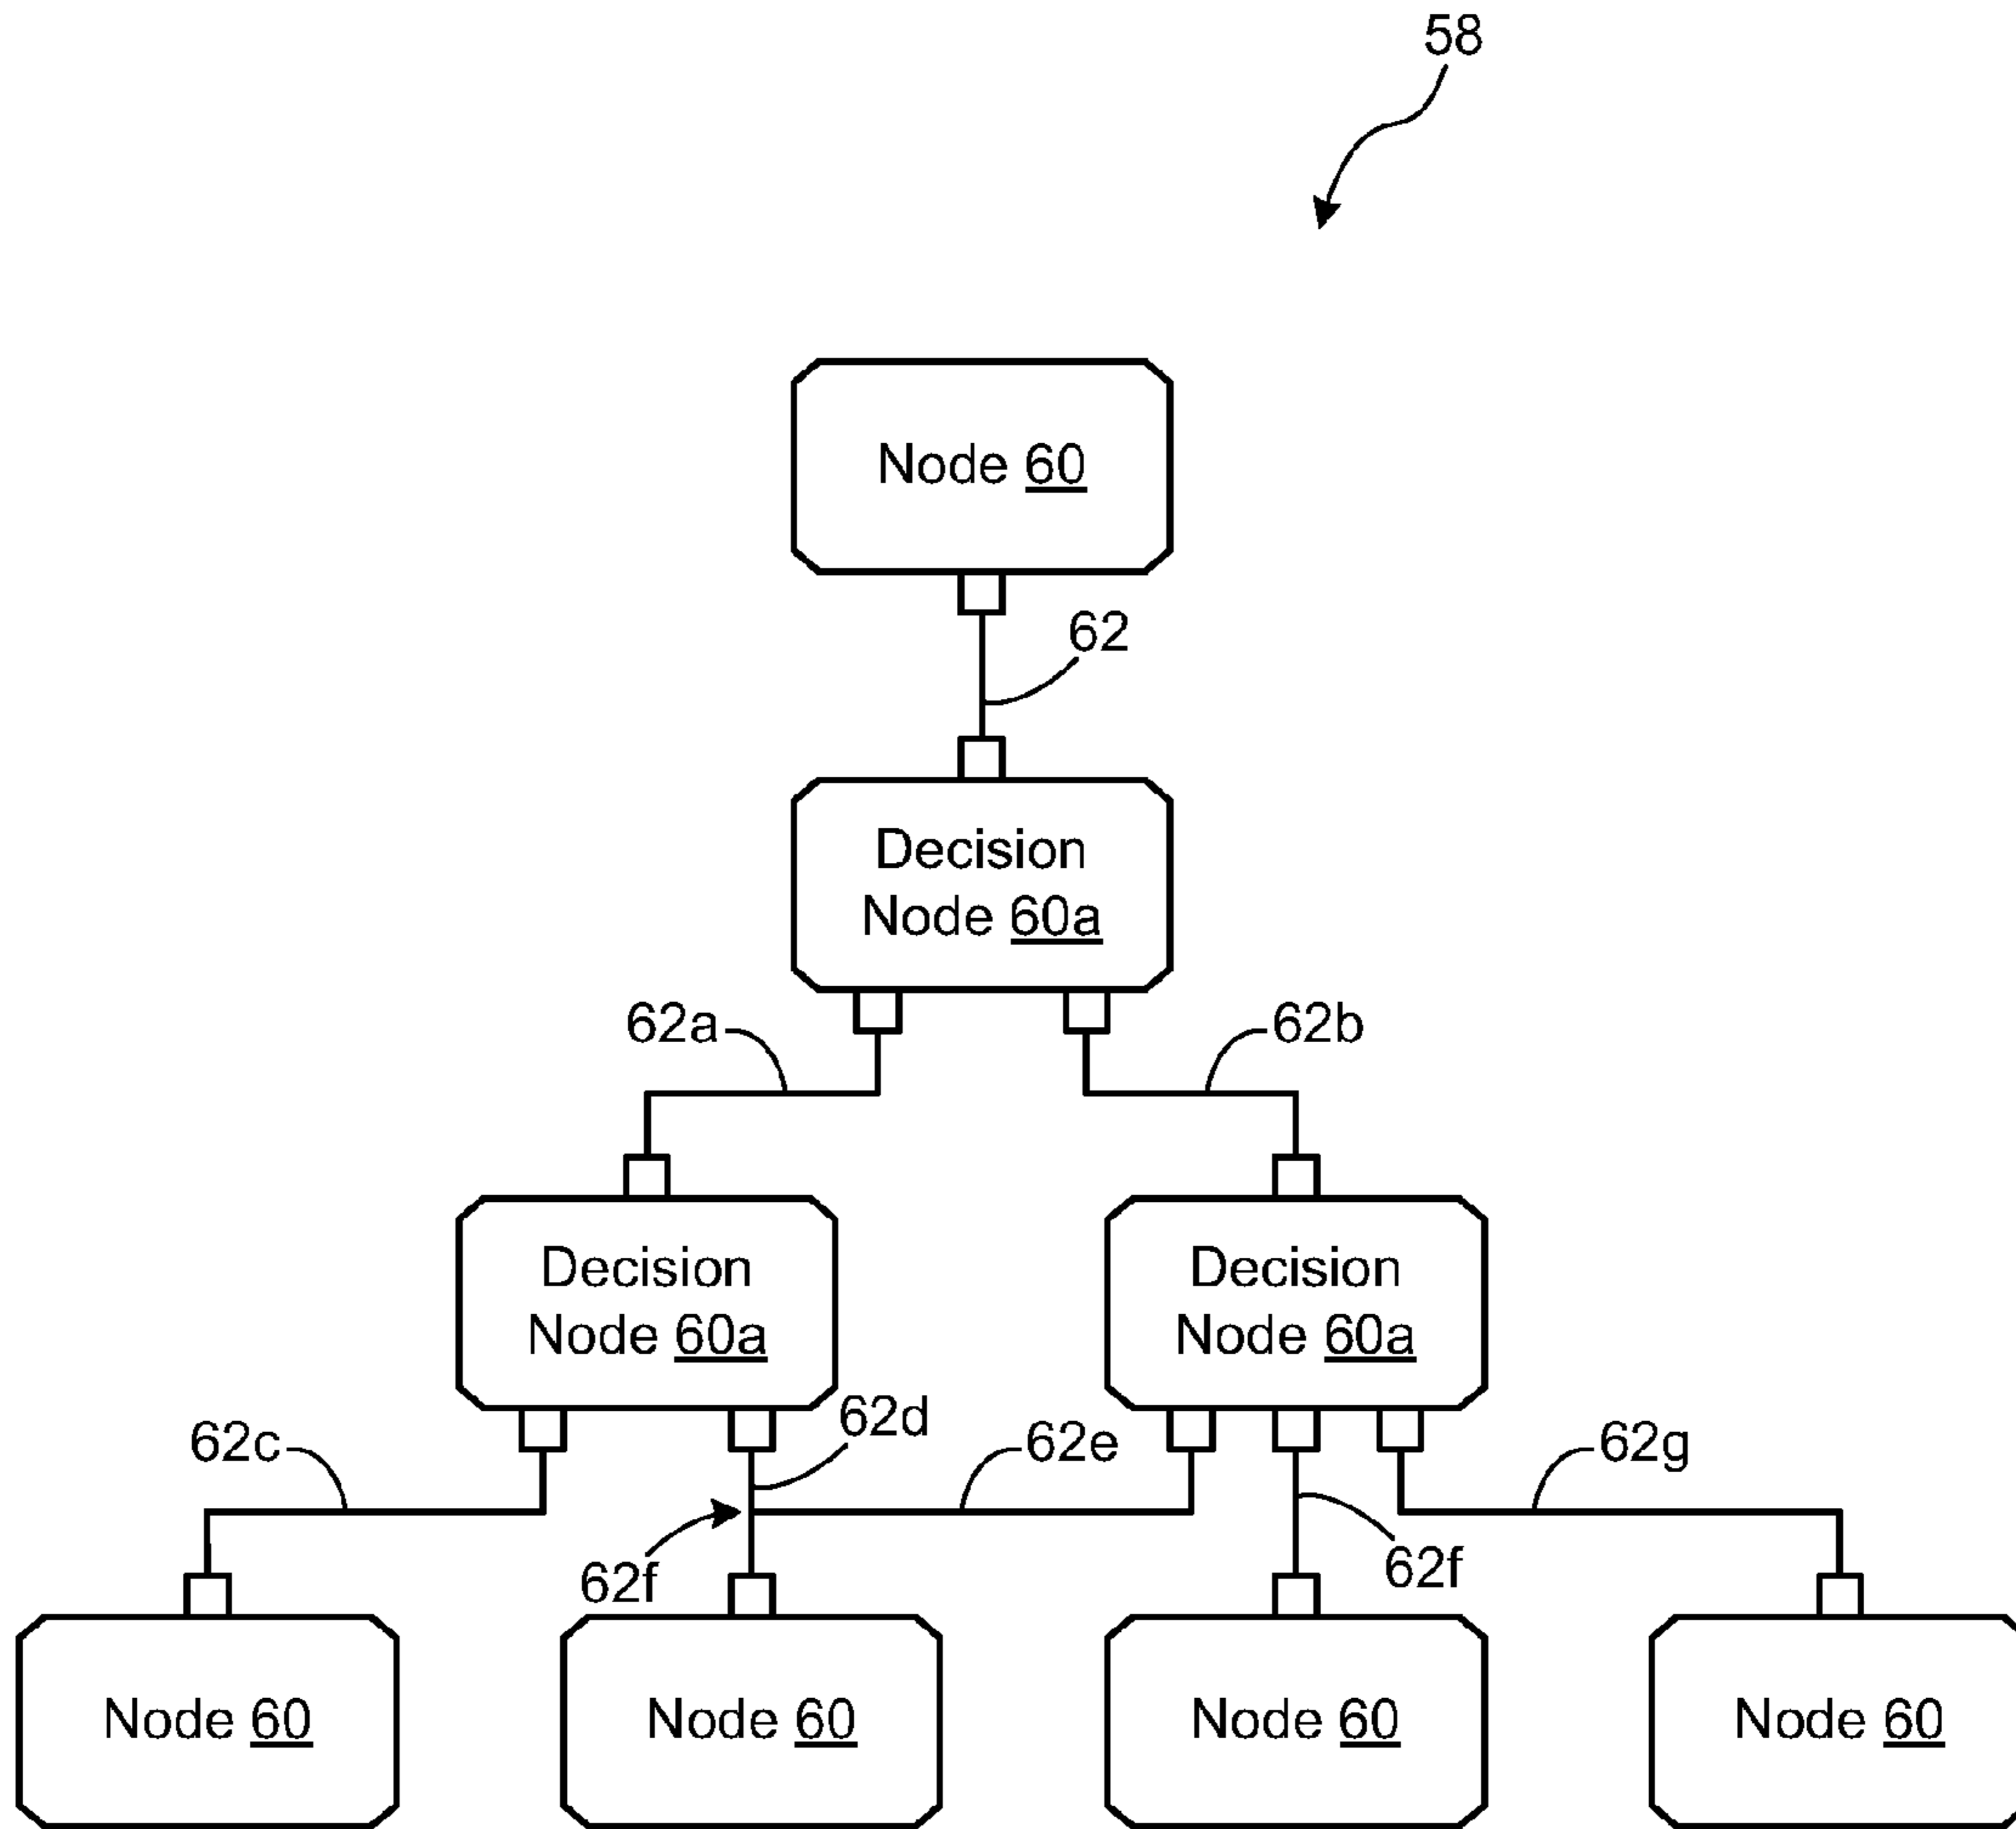 58
Node 60
62
Decision
Node 60a
62a
62b
Decision
Node 60a
Decision
Node 60a
62c
62d
62e
62g
62f
62f
Node 60
Node 60
Node 60
Node 60